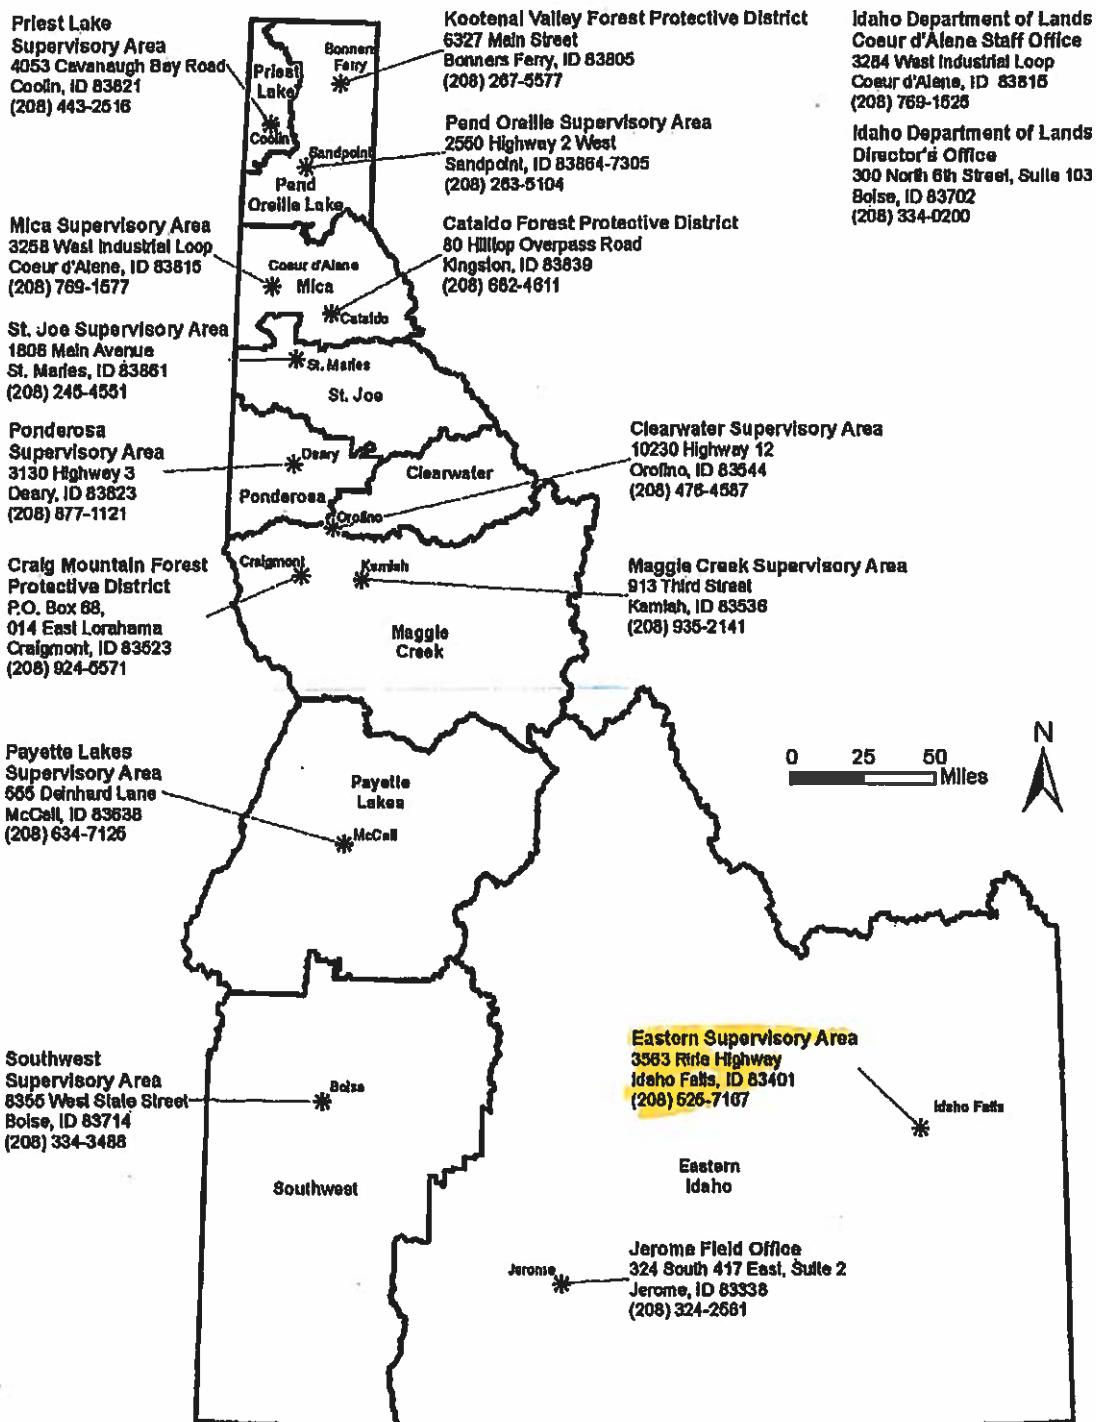 Priest Lake
Supervisory Area
4053 Cavanaugh Bay Road
Coolin, ID 83821
(208) 443-2516
Kootenai Valley Forest Protective District
6327 Main Street
Bonners Ferry, ID 83805
(208) 267-5577
Idaho Department of Lands
Coeur d'Alene Staff Office
3284 West Industrial Loop
Coeur d'Alene, ID 83815
(208) 769-1525
Pend Oreille Supervisory Area
2550 Highway 2 West
Sandpoint, ID 83864-7305
(208) 263-5104
Idaho Department of Lands
Director's Office
300 North 6th Street, Suite 103
Boise, ID 83702
(208) 334-0200
Mica Supervisory Area
3258 West Industrial Loop
Coeur d'Alene, ID 83815
(208) 769-1577
Cataldo Forest Protective District
80 Hilltop Overpass Road
Kingston, ID 83839
(208) 682-4611
St. Joe Supervisory Area
1806 Main Avenue
St. Maries, ID 83861
(208) 245-4551
Ponderosa
Supervisory Area
3130 Highway 3
Deary, ID 83823
(208) 877-1121
Clearwater Supervisory Area
10230 Highway 12
Orofino, ID 83544
(208) 476-4587
Craig Mountain Forest
Protective District
P.O. Box 68,
014 East Lorahama
Craigmont, ID 83523
(208) 924-5571
Maggie Creek Supervisory Area
913 Third Street
Kamiah, ID 83536
(208) 935-2141
Payette Lakes
Supervisory Area
555 Deinhard Lane
McCall, ID 83638
(208) 634-7125
Southwest
Supervisory Area
8355 West State Street
Boise, ID 83714
(208) 334-3488
Eastern Supervisory Area
3563 Ririe Highway
Idaho Falls, ID 83401
(208) 525-7167
Jerome Field Office
324 South 417 East, Suite 2
Jerome, ID 83338
(208) 324-2561
Bonners
Ferry
Priest
Lake
Coolin
Sandpoint
Pend
Oreille Lake
Coeur d'Alene
Mica
Cataldo
St. Maries
St. Joe
Deary
Clearwater
Ponderosa
Orofino
Craigmont
Kamiah
Maggie
Creek
Payette
Lakes
McCall
N
0 25 50
Miles
Boise
Southwest
Idaho Falls
Eastern
Idaho
Jerome